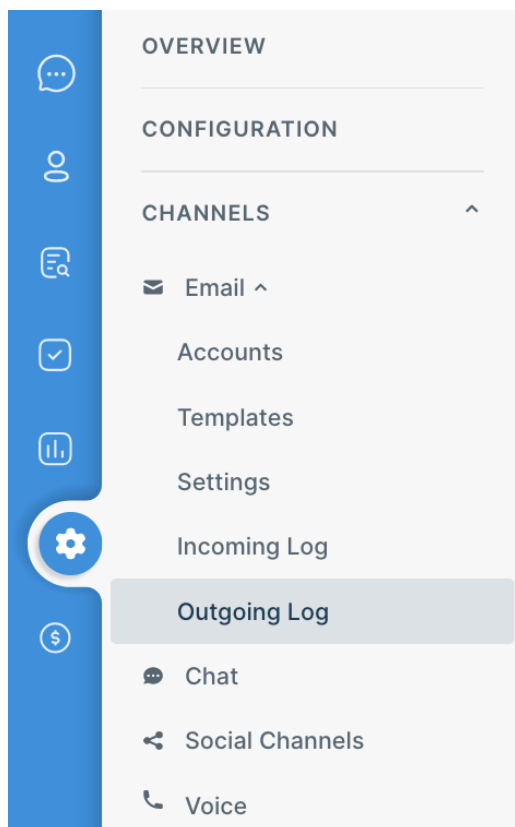 OVERVIEW
CONFIGURATION
CHANNELS
Email
Accounts
Templates
Settings
Incoming Log
Outgoing Log
$
Chat
Social Channels
Voice